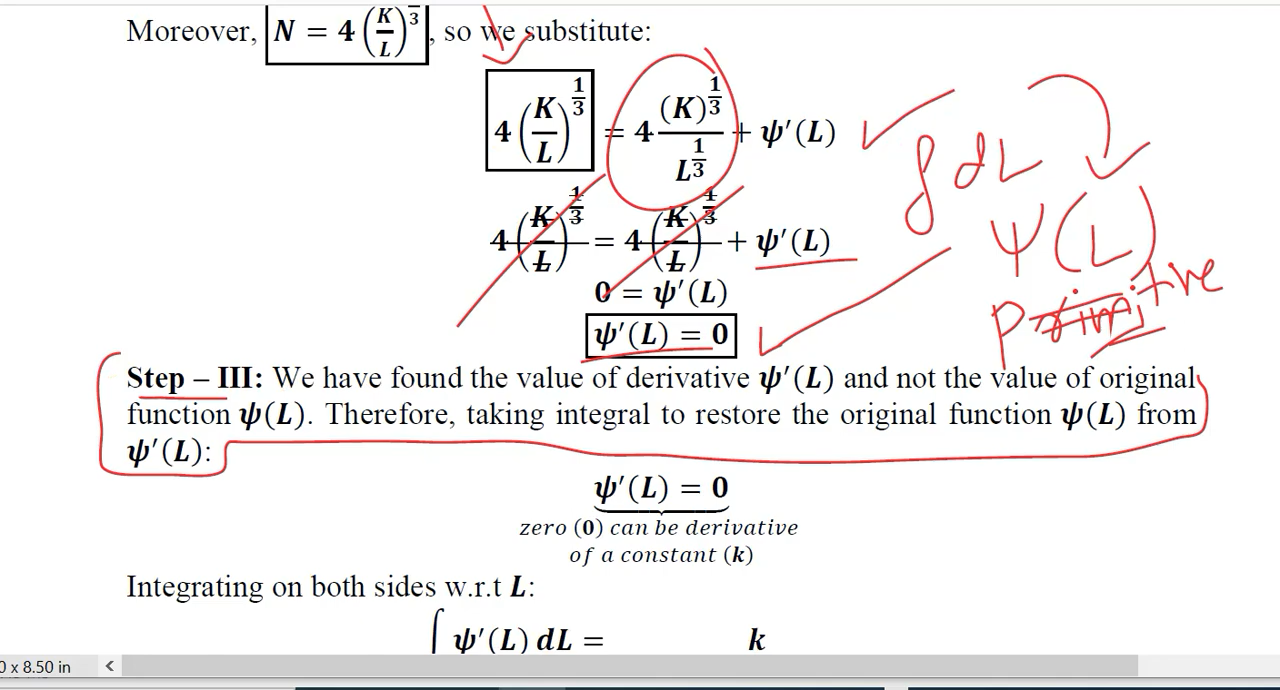 Moreover, N = 4 (K/L)^(1/3), so we substitute:
4 (K/L)^(1/3) = 4 (K)^(1/3) / L^(1/3) + ψ′(L)
∫ dL
4 (K/L)^(1/3) = 4 (K/L)^(1/3) + ψ′(L)
ψ(L)
0 = ψ′(L)
ψ′(L) = 0
Step – III: We have found the value of derivative ψ′(L) and not the value of original
function ψ(L). Therefore, taking integral to restore the original function ψ(L) from
ψ′(L):
ψ′(L) = 0
zero (0) can be derivative
of a constant (k)
Integrating on both sides w.r.t L:
∫ ψ′(L) dL = k
0 x 8.50 in <